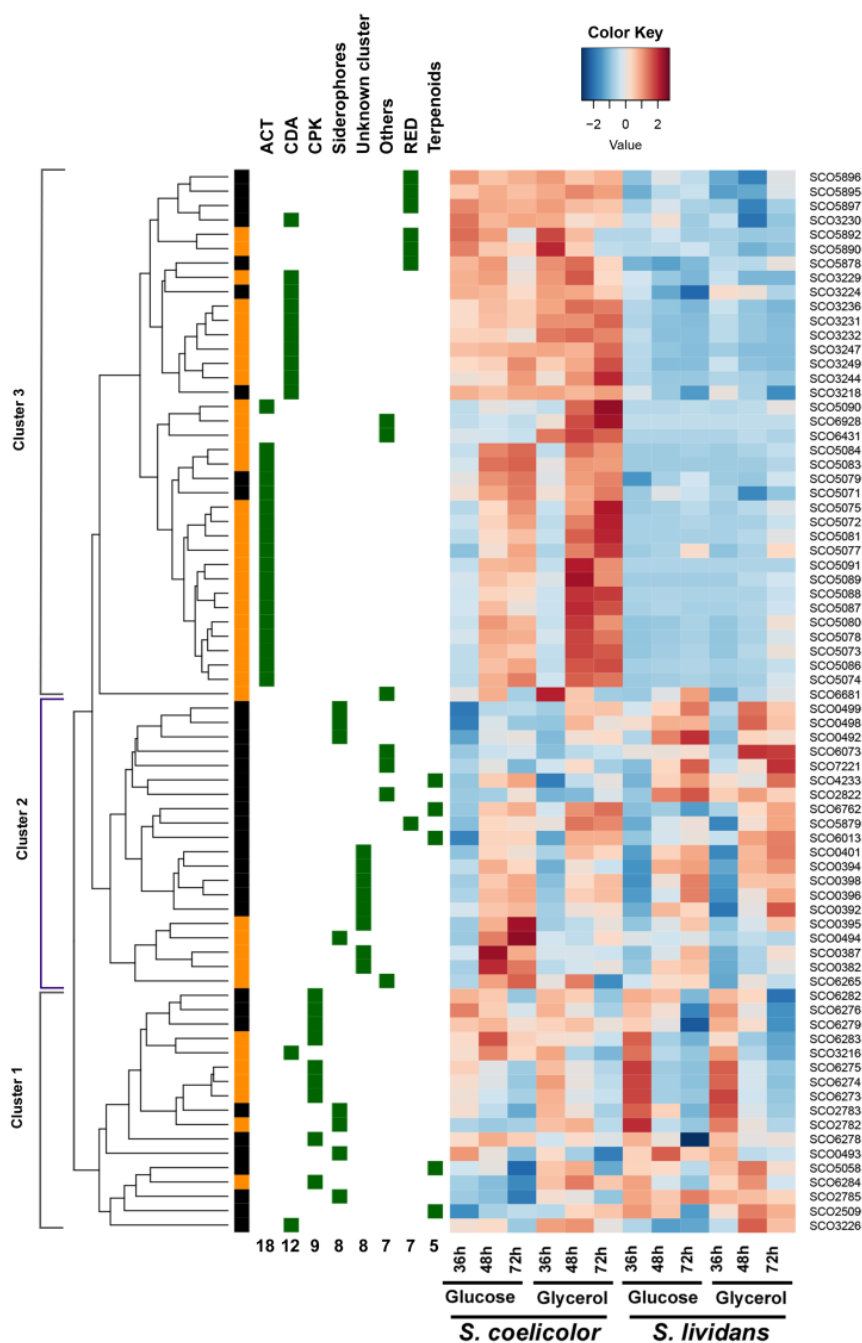 Color Key
−2 0 2
Value
ACT
CDA
CPK
Siderophores
Unknown cluster
Others
RED
Terpenoids
Cluster 3
Cluster 2
Cluster 1
SCO5896
SCO5895
SCO5897
SCO3230
SCO5892
SCO5890
SCO5878
SCO3229
SCO3224
SCO3236
SCO3231
SCO3232
SCO3247
SCO3249
SCO3244
SCO3218
SCO5090
SCO6928
SCO6431
SCO5084
SCO5083
SCO5079
SCO5071
SCO5075
SCO5072
SCO5081
SCO5077
SCO5091
SCO5089
SCO5088
SCO5087
SCO5080
SCO5078
SCO5073
SCO5086
SCO5074
SCO6681
SCO0499
SCO0498
SCO0492
SCO6073
SCO7221
SCO4233
SCO2822
SCO6762
SCO5879
SCO6013
SCO0401
SCO0394
SCO0398
SCO0396
SCO0392
SCO0395
SCO0494
SCO0387
SCO0382
SCO6265
SCO6282
SCO6276
SCO6279
SCO6283
SCO3216
SCO6275
SCO6274
SCO6273
SCO2783
SCO2782
SCO6278
SCO0493
SCO5058
SCO6284
SCO2785
SCO2509
SCO3226
18 12 9 8 8 7 7 5
36h 48h 72h 36h 48h 72h 36h 48h 72h 36h 48h 72h
Glucose Glycerol Glucose Glycerol
S. coelicolor S. lividans